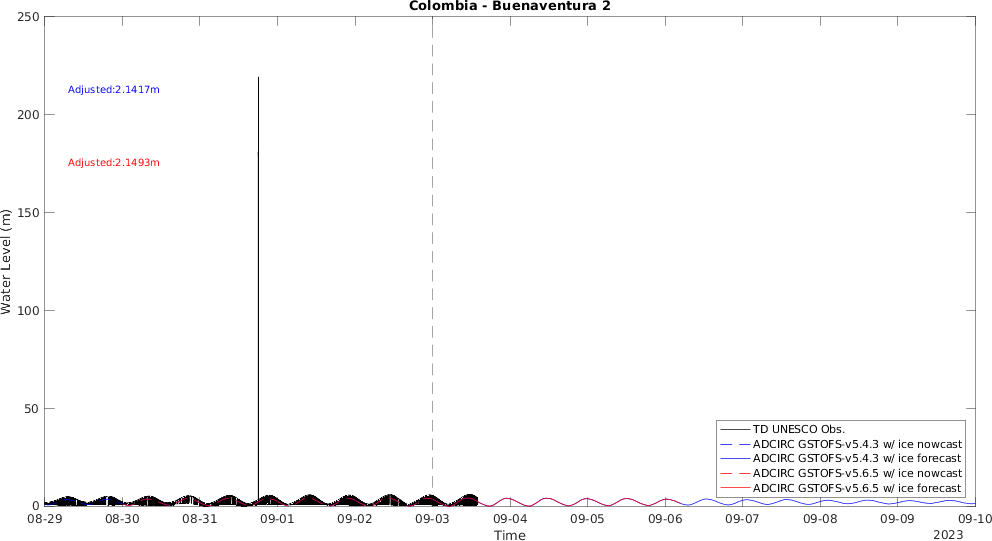 Colombia - Buenaventura 2
250
200
150
100
50
0
Water Level (m)
Adjusted:2.1417m
Adjusted:2.1493m
TD UNESCO Obs.
ADCIRC GSTOFS-v5.4.3 w/ ice nowcast
ADCIRC GSTOFS-v5.4.3 w/ ice forecast
ADCIRC GSTOFS-v5.6.5 w/ ice nowcast
ADCIRC GSTOFS-v5.6.5 w/ ice forecast
08-29 08-30 08-31 09-01 09-02 09-03 09-04 09-05 09-06 09-07 09-08 09-09 09-10
Time
2023